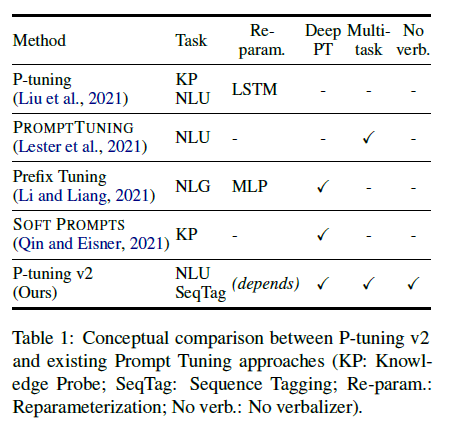 Method Task Re-param. Deep PT Multi-task No verb.
P-tuning (Liu et al., 2021) KP NLU LSTM - - -
PROMPTTUNING (Lester et al., 2021) NLU - - ✓ -
Prefix Tuning (Li and Liang, 2021) NLG MLP ✓ - -
SOFT PROMPTS (Qin and Eisner, 2021) KP - ✓ - -
P-tuning v2 (Ours) NLU SeqTag (depends) ✓ ✓ ✓
Table 1: Conceptual comparison between P-tuning v2
and existing Prompt Tuning approaches (KP: Knowl-
edge Probe; SeqTag: Sequence Tagging; Re-param.:
Reparameterization; No verb.: No verbalizer).